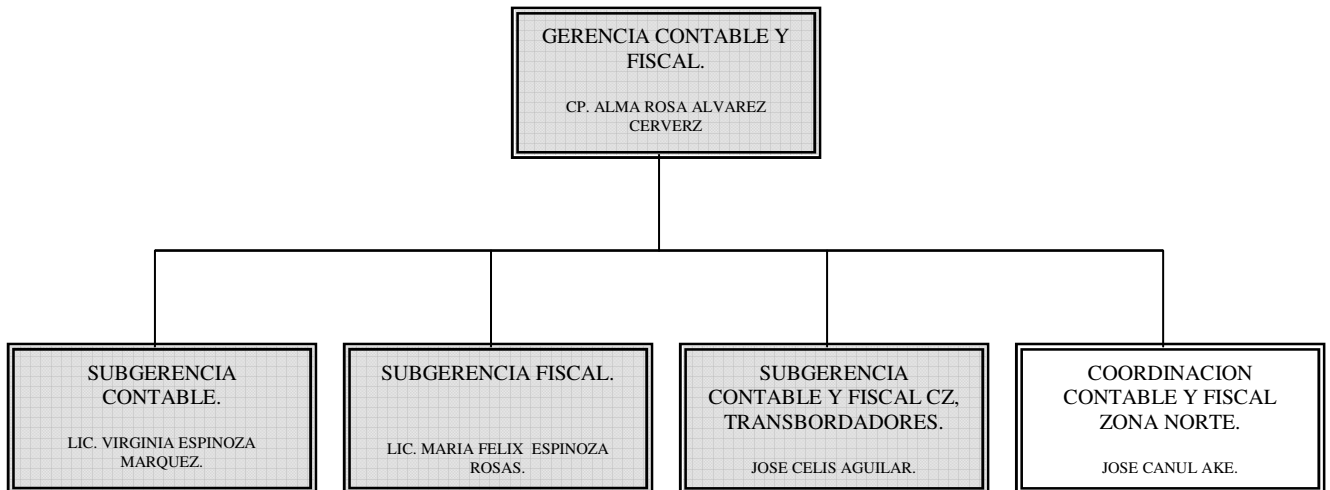 GERENCIA CONTABLE Y
FISCAL.
CP. ALMA ROSA ALVAREZ
CERVERZ
SUBGERENCIA
CONTABLE.
LIC. VIRGINIA ESPINOZA
MARQUEZ.
SUBGERENCIA FISCAL.
LIC. MARIA FELIX ESPINOZA
ROSAS.
SUBGERENCIA
CONTABLE Y FISCAL CZ,
TRANSBORDADORES.
JOSE CELIS AGUILAR.
COORDINACION
CONTABLE Y FISCAL
ZONA NORTE.
JOSE CANUL AKE.